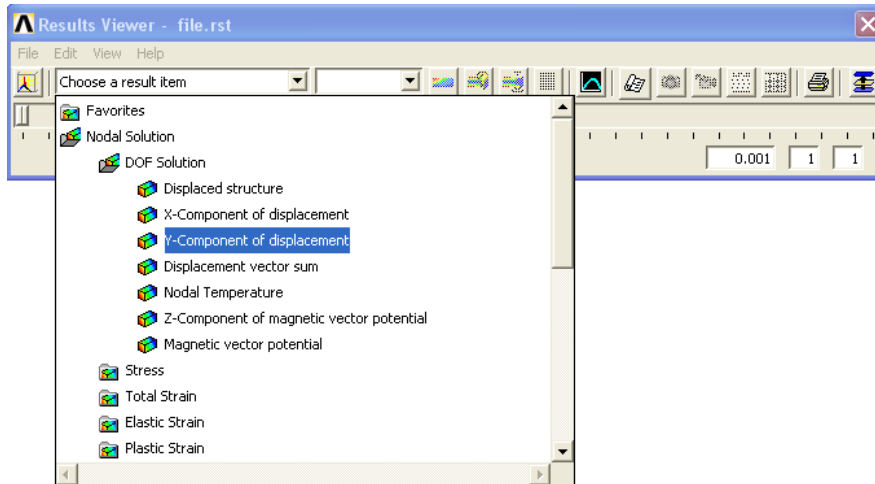 Results Viewer - file.rst
File Edit View Help
Choose a result item
Favorites
Nodal Solution
DOF Solution
Displaced structure
X-Component of displacement
Y-Component of displacement
Displacement vector sum
Nodal Temperature
Z-Component of magnetic vector potential
Magnetic vector potential
Stress
Total Strain
Elastic Strain
Plastic Strain
0.001 1 1